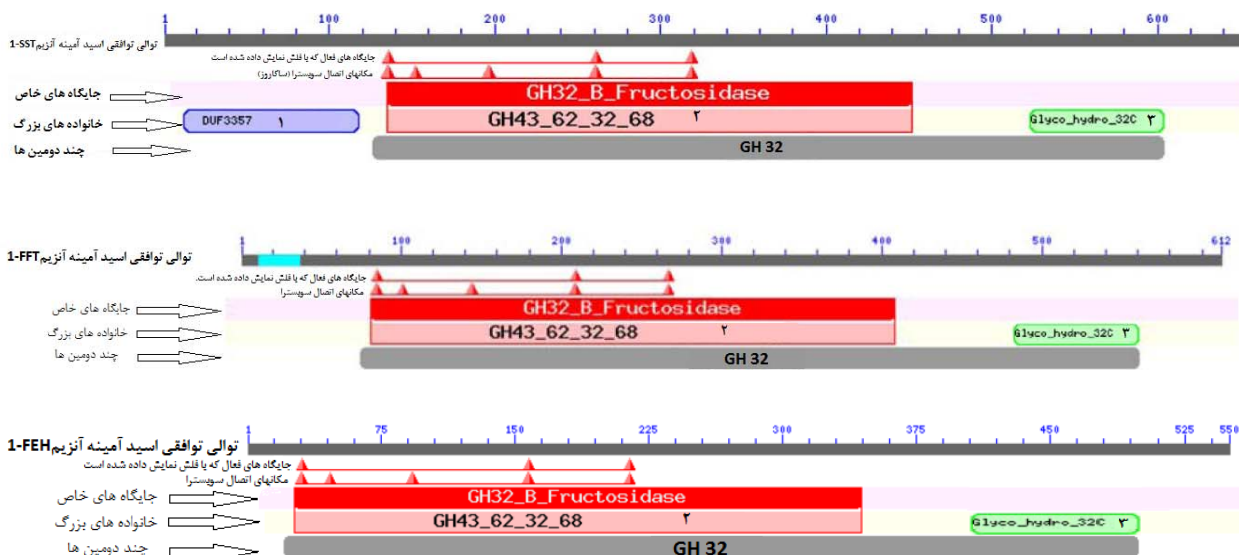 1 100 200 300 400 500 600
توالی توافقی اسید آمینه آنزیم1-SST
جایگاه های فعال که با فلش نمایش داده شده است
مکانهای اتصال سوبسترا (ساکاروز)
جایگاه های خاص
GH32_B_Fructosidase
خانواده های بزرگ
DUF3357 ۱
GH43_62_32_68 ۲
Glyco_hydro_32C ۳
چند دومین ها
GH 32
1 100 200 300 400 500 612
توالی توافقی اسید آمینه آنزیم1-FFT
جایگاه های فعال که با فلش نمایش داده شده است.
مکانهای اتصال سوبسترا
جایگاه های خاص
GH32_B_Fructosidase
خانواده های بزرگ
GH43_62_32_68 ۲
Glyco_hydro_32C ۳
چند دومین ها
GH 32
1 75 150 225 300 375 450 525 550
توالی توافقی اسید آمینه آنزیم1-FEH
جایگاه های فعال که با فلش نمایش داده شده است
مکانهای اتصال سوبسترا
جایگاه های خاص
GH32_B_Fructosidase
خانواده های بزرگ
GH43_62_32_68 ۲
Glyco_hydro_32C ۳
چند دومین ها
GH 32